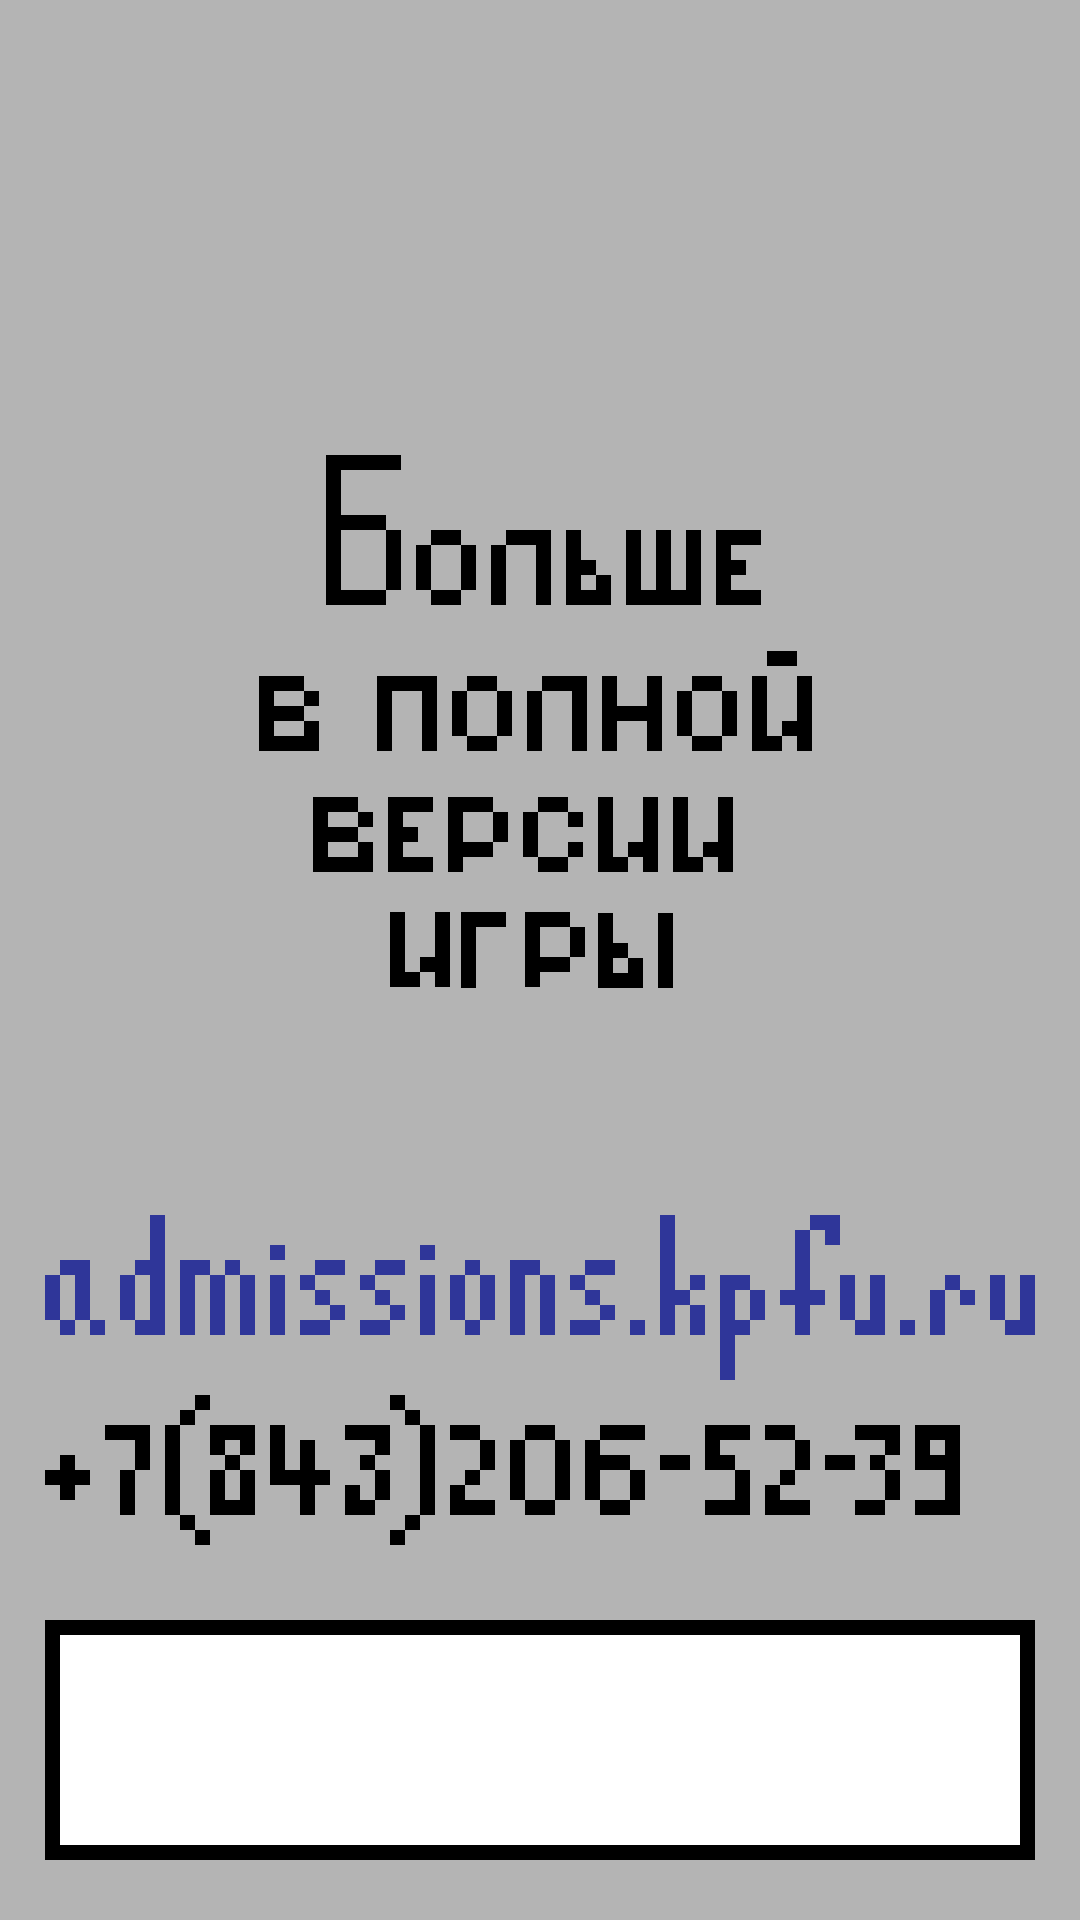 Больше
в полной
версии
игры
admissions.kpfu.ru
+7(843)206-52-39